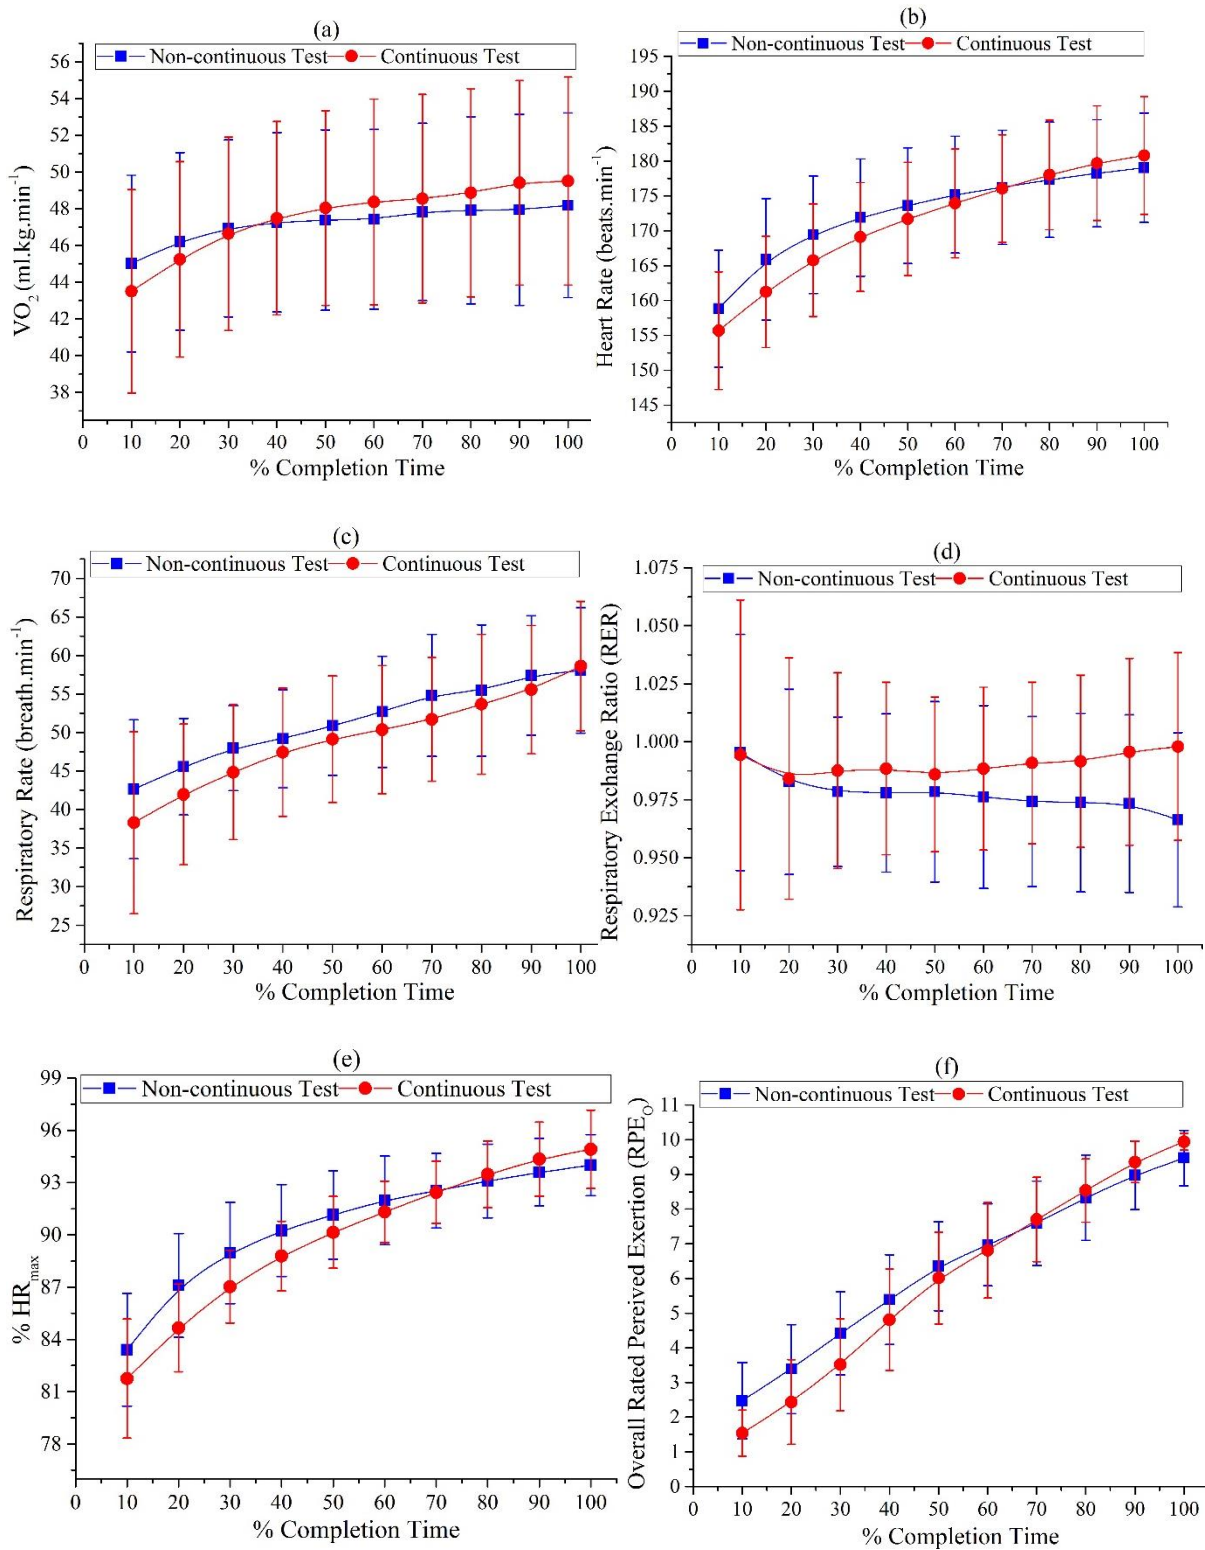 (a)
Non-continuous Test Continuous Test
56
54
52
50
48
46
44
42
40
38
VO2 (ml.kg.min-1)
0 10 20 30 40 50 60 70 80 90 100
% Completion Time
(b)
Non-continuous Test Continuous Test
195
190
185
180
175
170
165
160
155
150
145
Heart Rate (beats.min-1)
0 10 20 30 40 50 60 70 80 90 100
% Completion Time
(c)
Non-continuous Test Continuous Test
70
65
60
55
50
45
40
35
30
25
Respiratory Rate (breath.min-1)
0 10 20 30 40 50 60 70 80 90 100
% Completion Time
(d)
Non-continuous Test Continuous Test
1.075
1.050
1.025
1.000
0.975
0.950
0.925
Respiratory Exchange Ratio (RER)
0 10 20 30 40 50 60 70 80 90 100
% Completion Time
(e)
Non-continuous Test Continuous Test
99
96
93
90
87
84
81
78
% HRmax
0 10 20 30 40 50 60 70 80 90 100
% Completion Time
(f)
Non-continuous Test Continuous Test
11
10
9
8
7
6
5
4
3
2
1
0
Overall Rated Pereived Exertion (RPEO)
0 10 20 30 40 50 60 70 80 90 100
% Completion Time